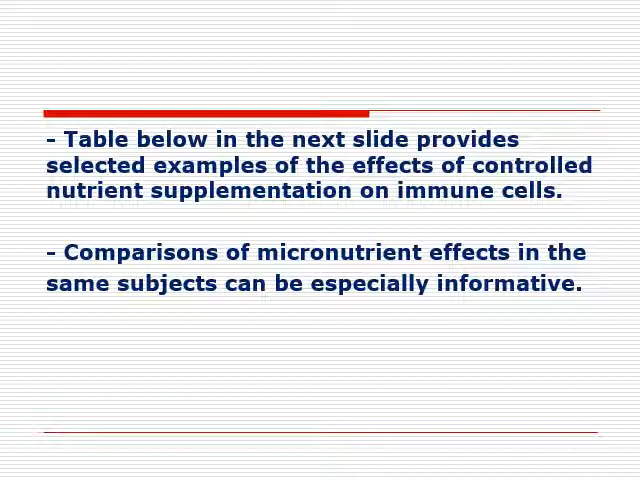 – Table below in the next slide provides
selected examples of the effects of controlled
nutrient supplementation on immune cells.
– Comparisons of micronutrient effects in the
same subjects can be especially informative.